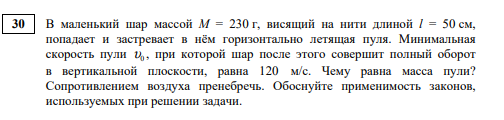 30 В маленький шар массой M = 230 г, висящий на нити длиной l = 50 см,
попадает и застревает в нём горизонтально летящая пуля. Минимальная
скорость пули υ₀, при которой шар после этого совершит полный оборот
в вертикальной плоскости, равна 120 м/с. Чему равна масса пули?
Сопротивлением воздуха пренебречь. Обоснуйте применимость законов,
используемых при решении задачи.